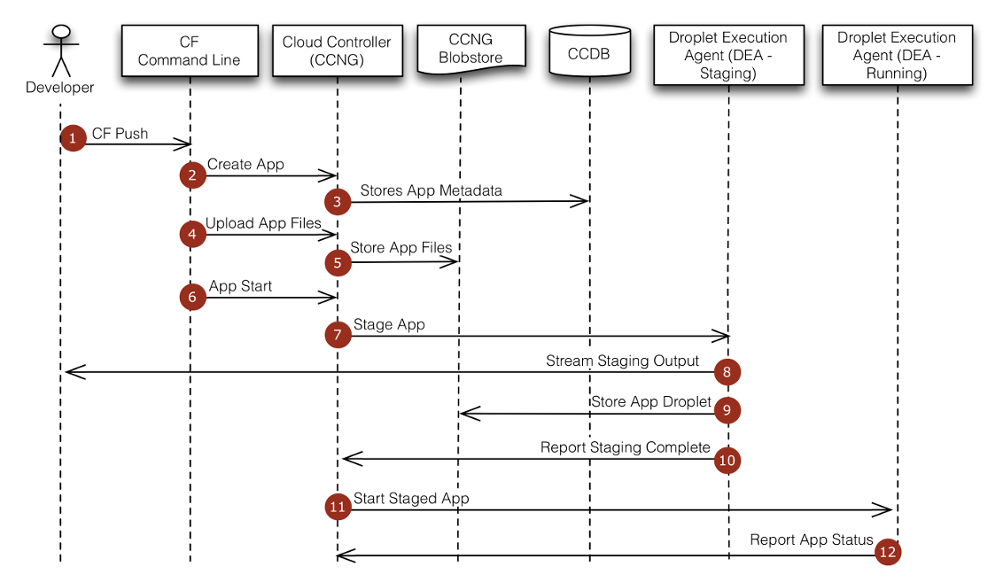 Developer
CF
Command Line
Cloud Controller
(CCNG)
CCNG
Blobstore
CCDB
Droplet Execution
Agent (DEA -
Staging)
Droplet Execution
Agent (DEA -
Running)
1 CF Push
2 Create App
3 Stores App Metadata
4 Upload App Files
5 Store App Files
6 App Start
7 Stage App
Stream Staging Output 8
Store App Droplet 9
Report Staging Complete 10
11 Start Staged App
Report App Status 12